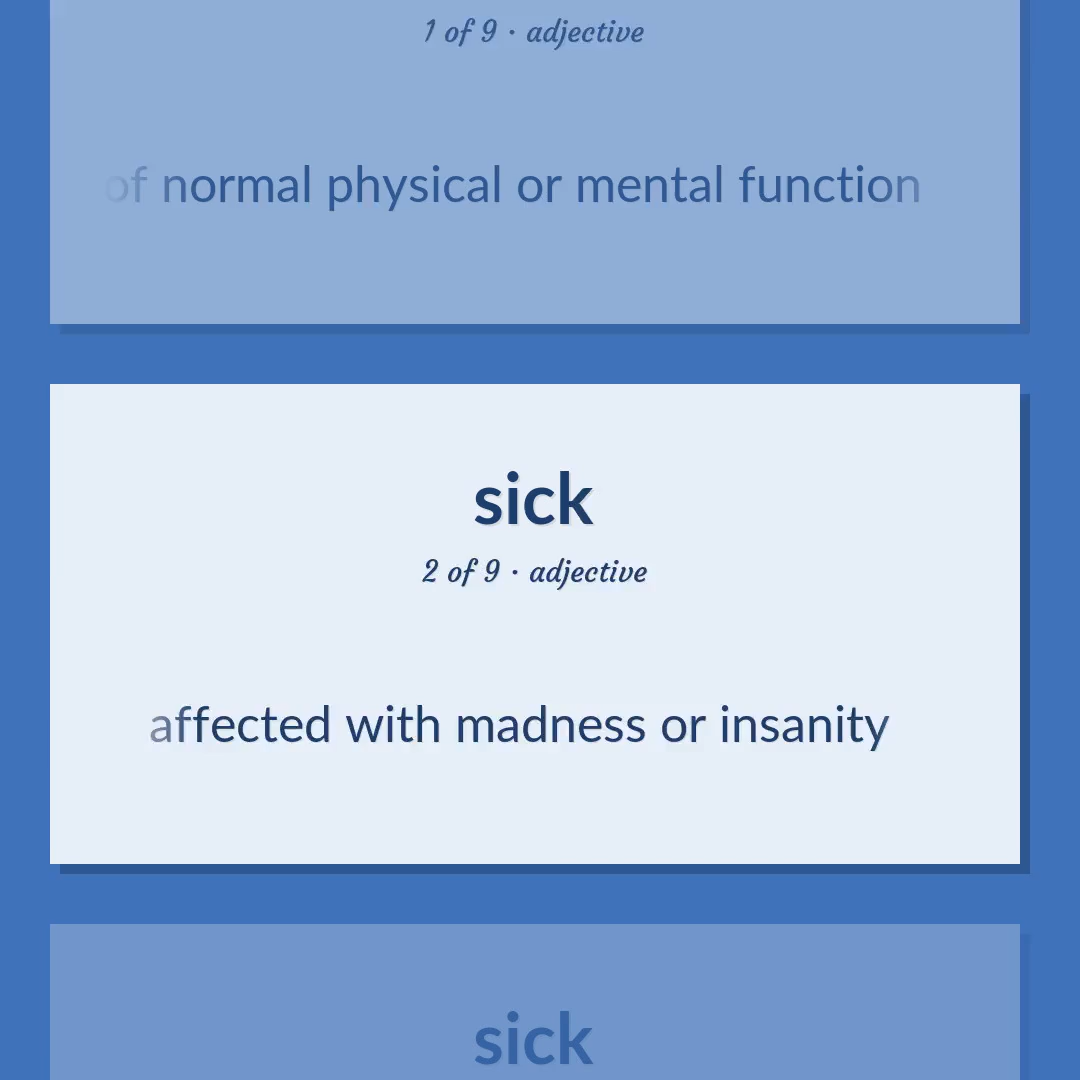 1 of 9 · adjective
of normal physical or mental function
sick
2 of 9 · adjective
affected with madness or insanity
sick